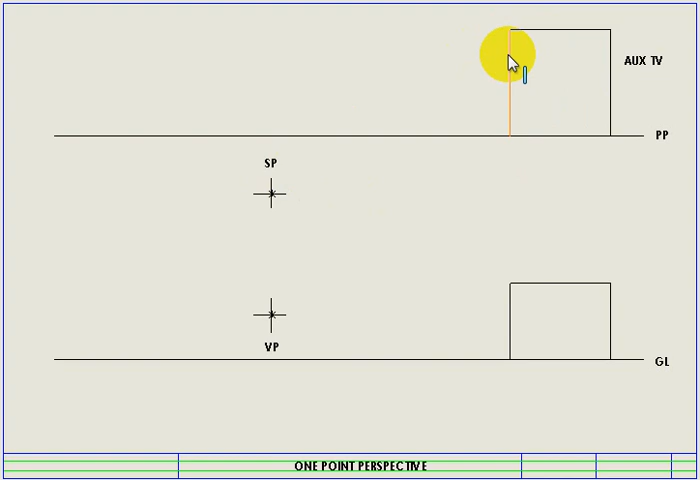 AUX TV
PP
SP
VP
GL
ONE POINT PERSPECTIVE